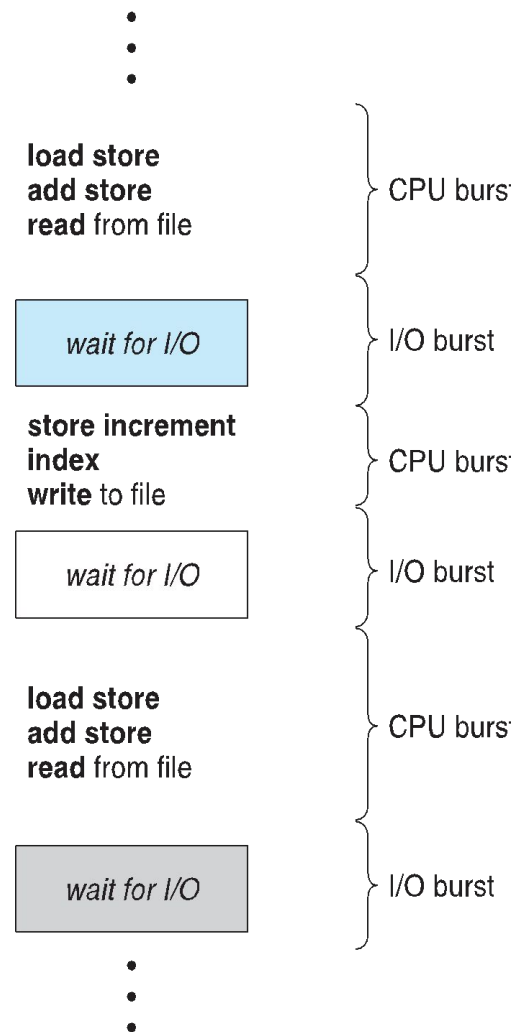 load store
add store
read from file
CPU burst
wait for I/O
I/O burst
store increment
index
write to file
CPU burst
wait for I/O
I/O burst
load store
add store
read from file
CPU burst
wait for I/O
I/O burst